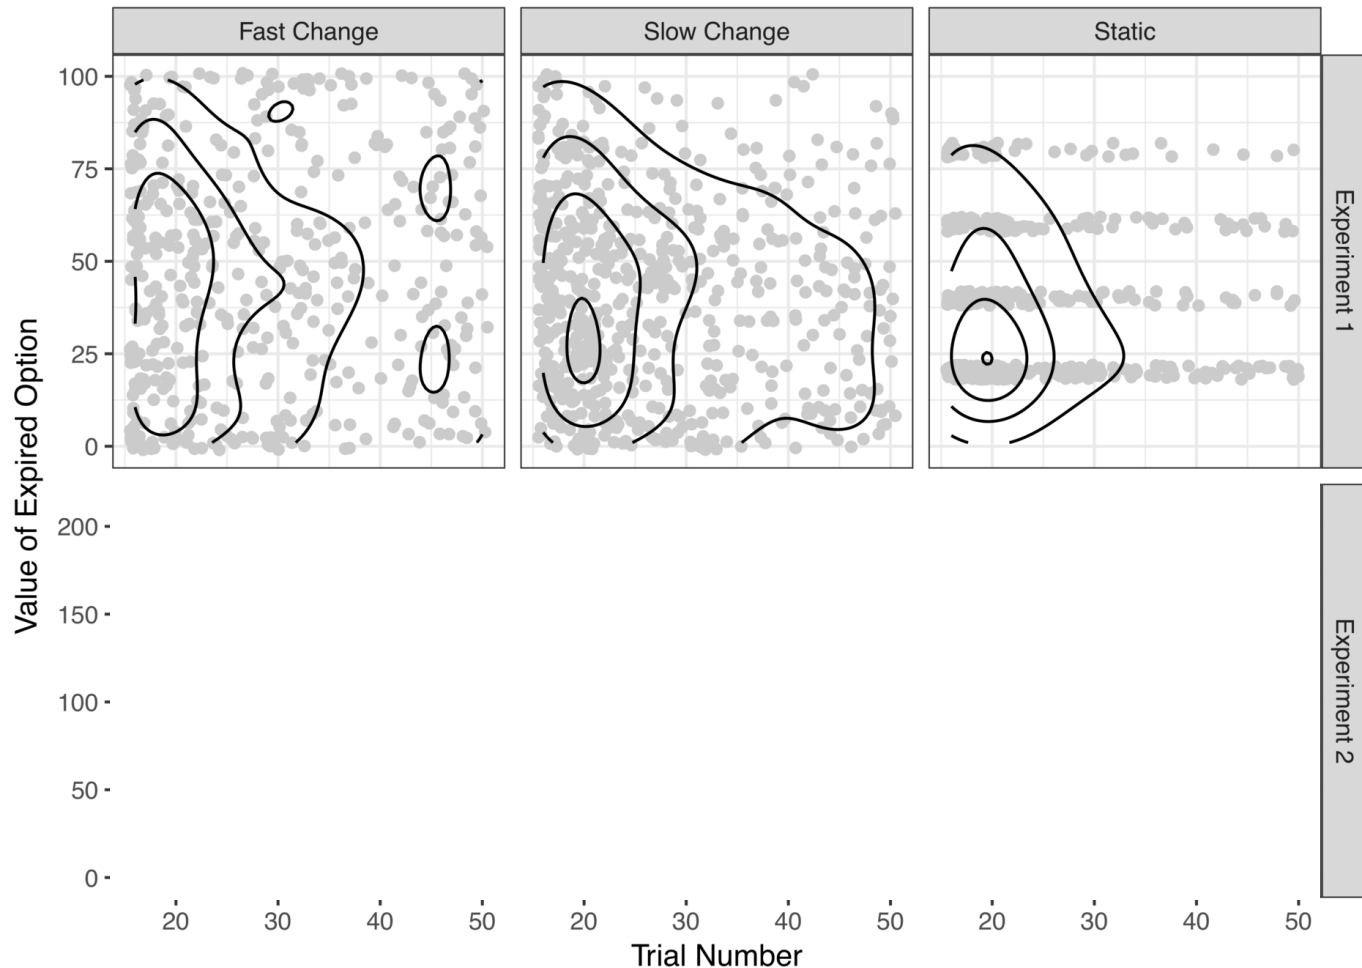 Fast Change
Slow Change
Static
100
75
50
25
0
Experiment 1
Value of Expired Option
200
150
100
50
0
Experiment 2
20 30 40 50
20 30 40 50
20 30 40 50
Trial Number